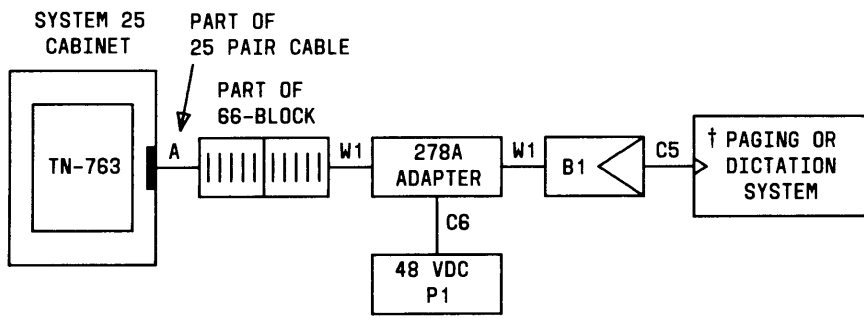 SYSTEM 25
CABINET
PART OF
25 PAIR CABLE
PART OF
66-BLOCK
TN-763
A
W1
278A
ADAPTER
W1
B1
C5
† PAGING OR
DICTATION
SYSTEM
C6
48 VDC
P1